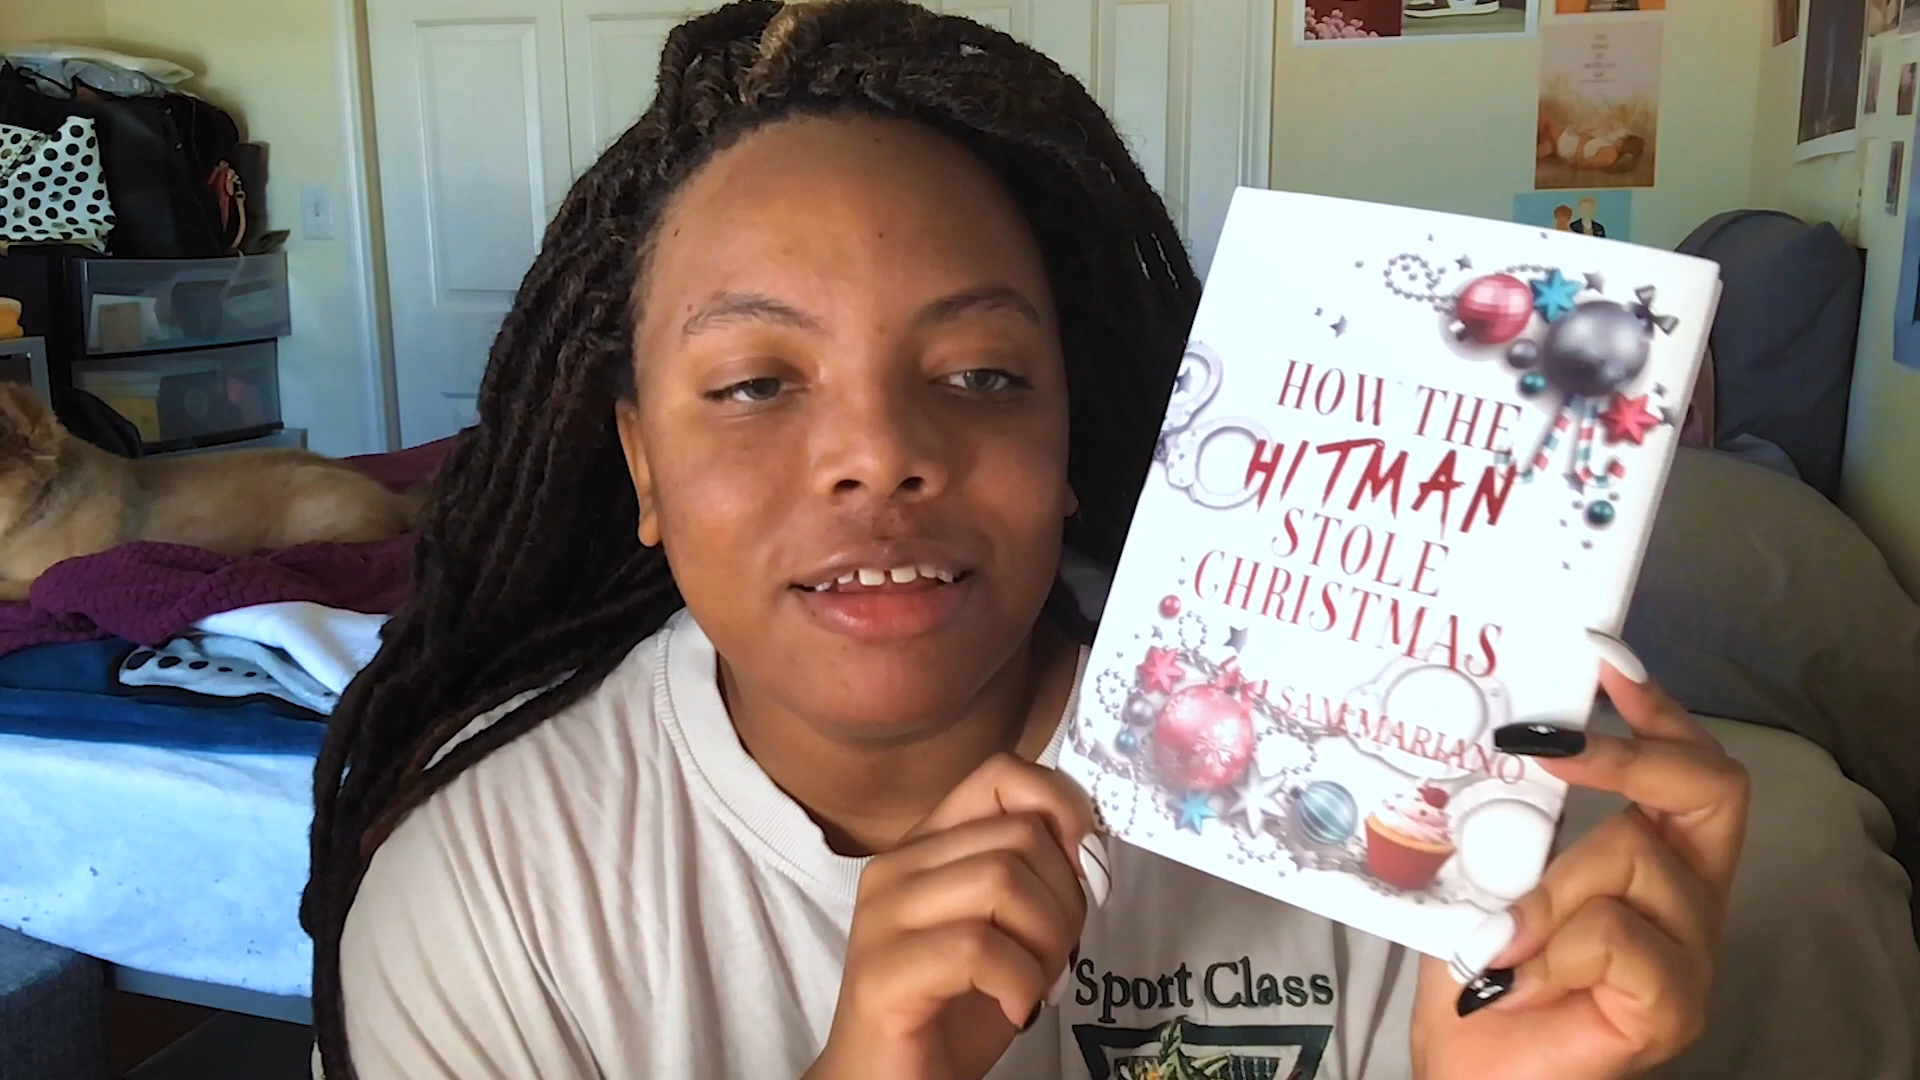 HOW THE
HITMAN
STOLE
CHRISTMAS
SAM MARIANO
Sport Class